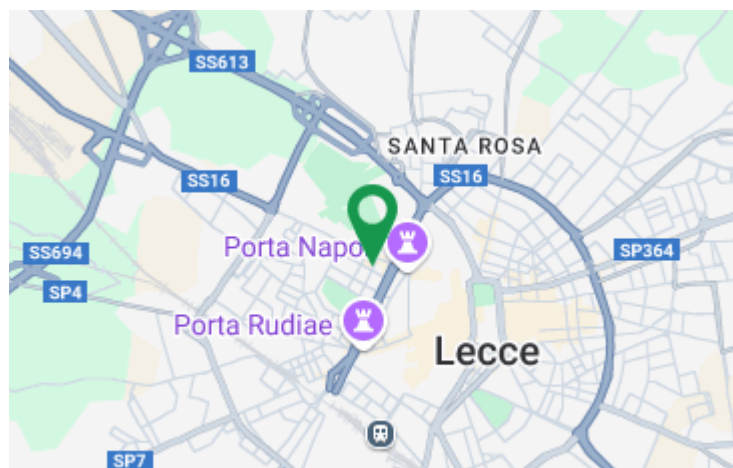 SS613
SANTA ROSA
SS16
SS16
Porta Napo
SS694
SP364
SP4
Porta Rudiae
Lecce
SP7